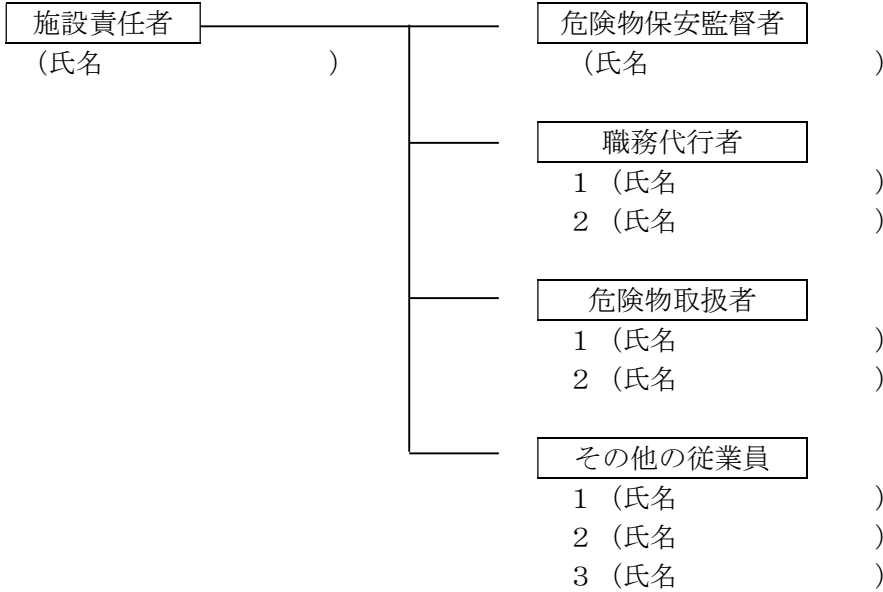 施設責任者 危険物保安監督者
(氏名 ) (氏名 )
職務代行者
1 (氏名 )
2 (氏名 )
危険物取扱者
1 (氏名 )
2 (氏名 )
その他の従業員
1 (氏名 )
2 (氏名 )
3 (氏名 )